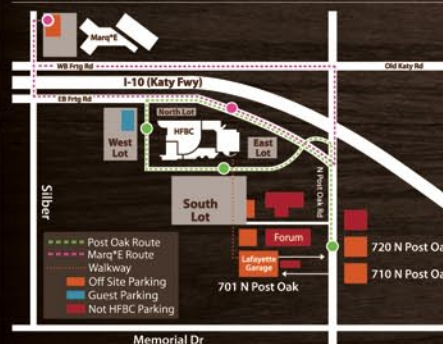 Marq*E
WB Frtg Rd
Old Katy Rd
I-10 (Katy Fwy)
EB Frtg Rd
North Lot
HFBC
West
Lot
East
Lot
Silber
N Post Oak Rd
South
Lot
Forum
Lafayette
Garage
701 N Post Oak
720 N Post Oa
710 N Post Oa
Post Oak Route
Marq*E Route
Walkway
Off Site Parking
Guest Parking
Not HFBC Parking
Memorial Dr